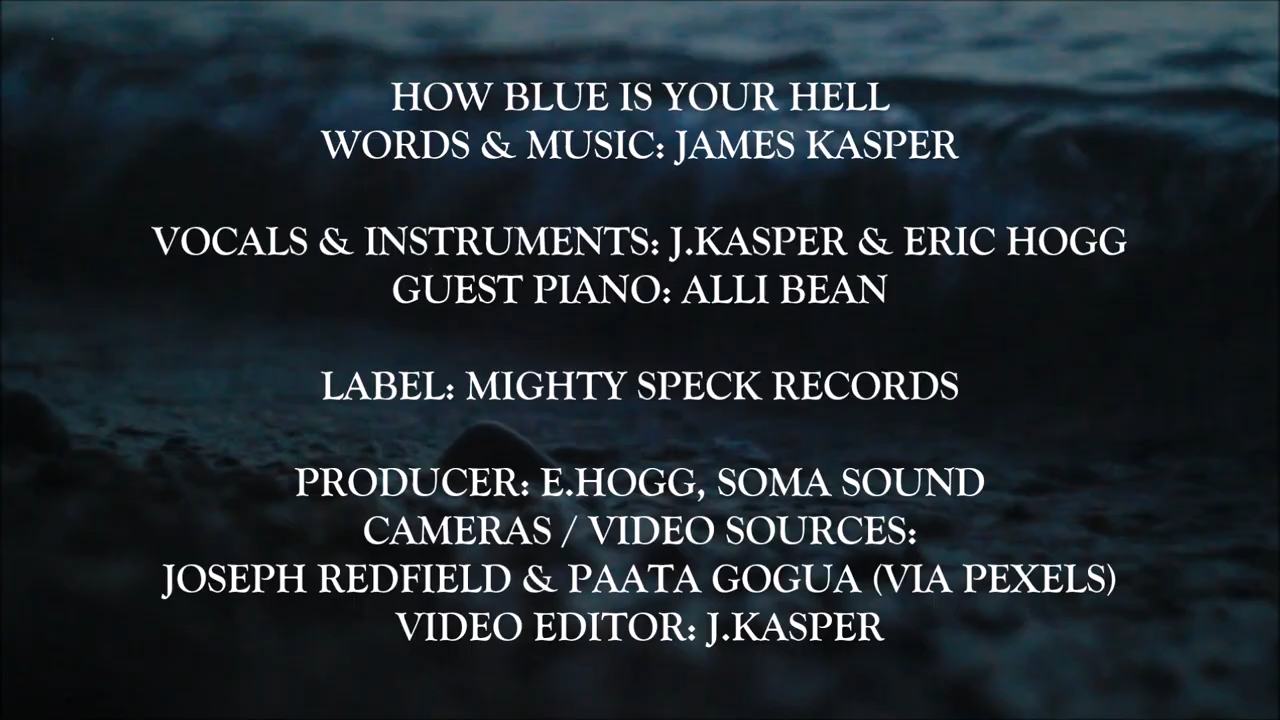 HOW BLUE IS YOUR HELL
WORDS & MUSIC: JAMES KASPER
VOCALS & INSTRUMENTS: J.KASPER & ERIC HOGG
GUEST PIANO: ALLI BEAN
LABEL: MIGHTY SPECK RECORDS
PRODUCER: E.HOGG, SOMA SOUND
CAMERAS / VIDEO SOURCES:
JOSEPH REDFIELD & PAATA GOGUA (VIA PEXELS)
VIDEO EDITOR: J.KASPER